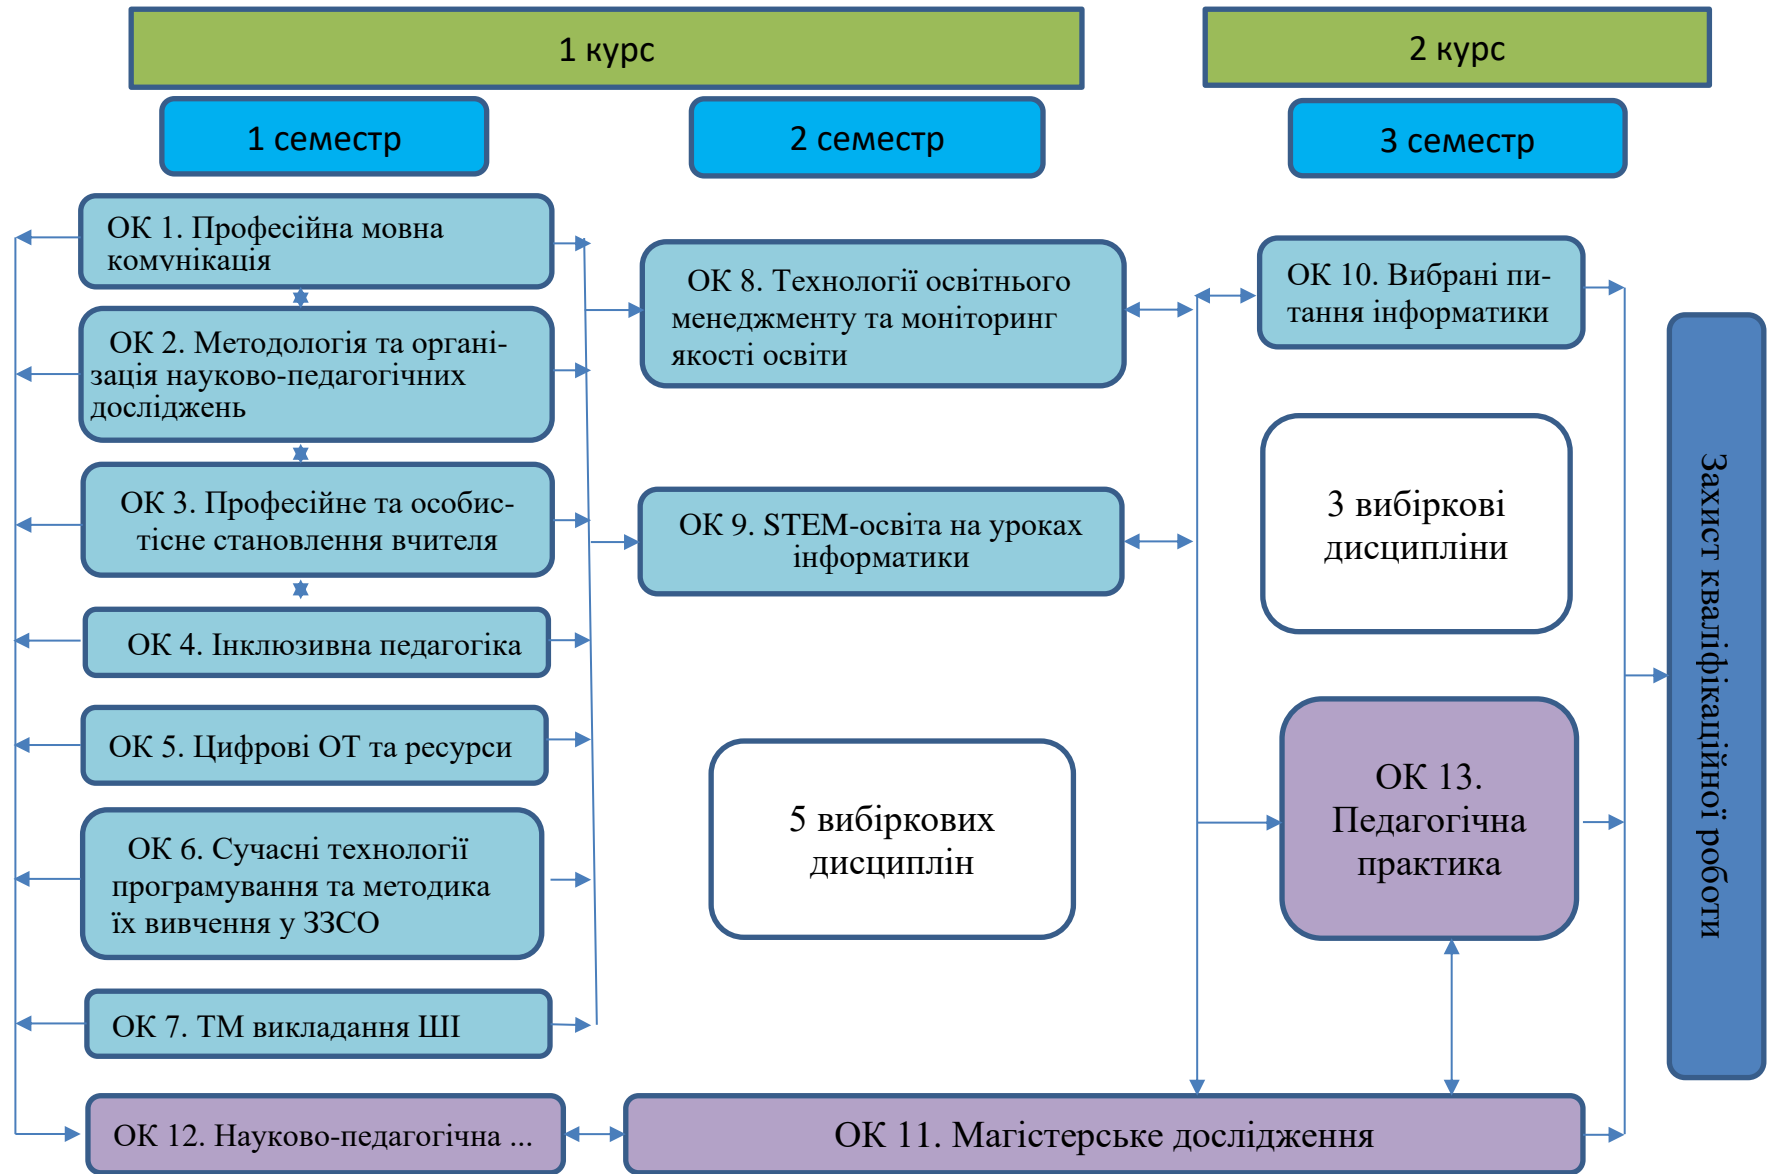 1 курс
2 курс
1 семестр
2 семестр
3 семестр
ОК 1. Професійна мовна
комунікація
ОК 2. Методологія та органі-
зація науково-педагогічних
досліджень
ОК 3. Професійне та особис-
тісне становлення вчителя
ОК 4. Інклюзивна педагогіка
ОК 5. Цифрові ОТ та ресурси
ОК 6. Сучасні технології
програмування та методика
їх вивчення у ЗЗСО
ОК 7. ТМ викладання ШІ
ОК 12. Науково-педагогічна ...
ОК 8. Технології освітнього
менеджменту та моніторинг
якості освіти
ОК 9. STEM-освіта на уроках
інформатики
5 вибіркових
дисциплін
ОК 11. Магістерське дослідження
ОК 10. Вибрані пи-
тання інформатики
3 вибіркові
дисципліни
ОК 13.
Педагогічна
практика
Захист кваліфікаційної роботи